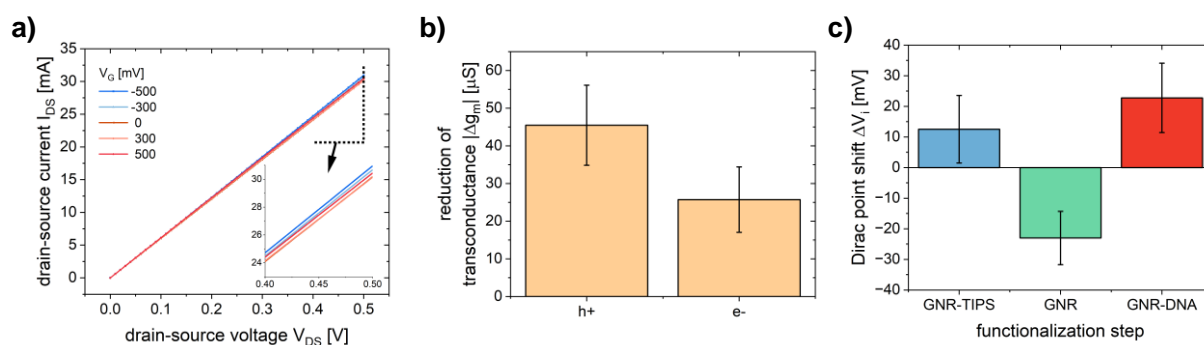 a)
35
30
25
20
15
10
5
0
drain-source current I_DS [mA]
V_G [mV]
-500
-300
0
300
500
30
28
26
24
0.40
0.45
0.50
0.0
0.1
0.2
0.3
0.4
0.5
drain-source voltage V_DS [V]
b)
reduction of
transconductance |Δg_m| [µS]
60
50
40
30
20
10
0
h+
e-
c)
Dirac point shift ΔV_i [mV]
40
30
20
10
0
−10
−20
−30
−40
GNR-TIPS
GNR
GNR-DNA
functionalization step